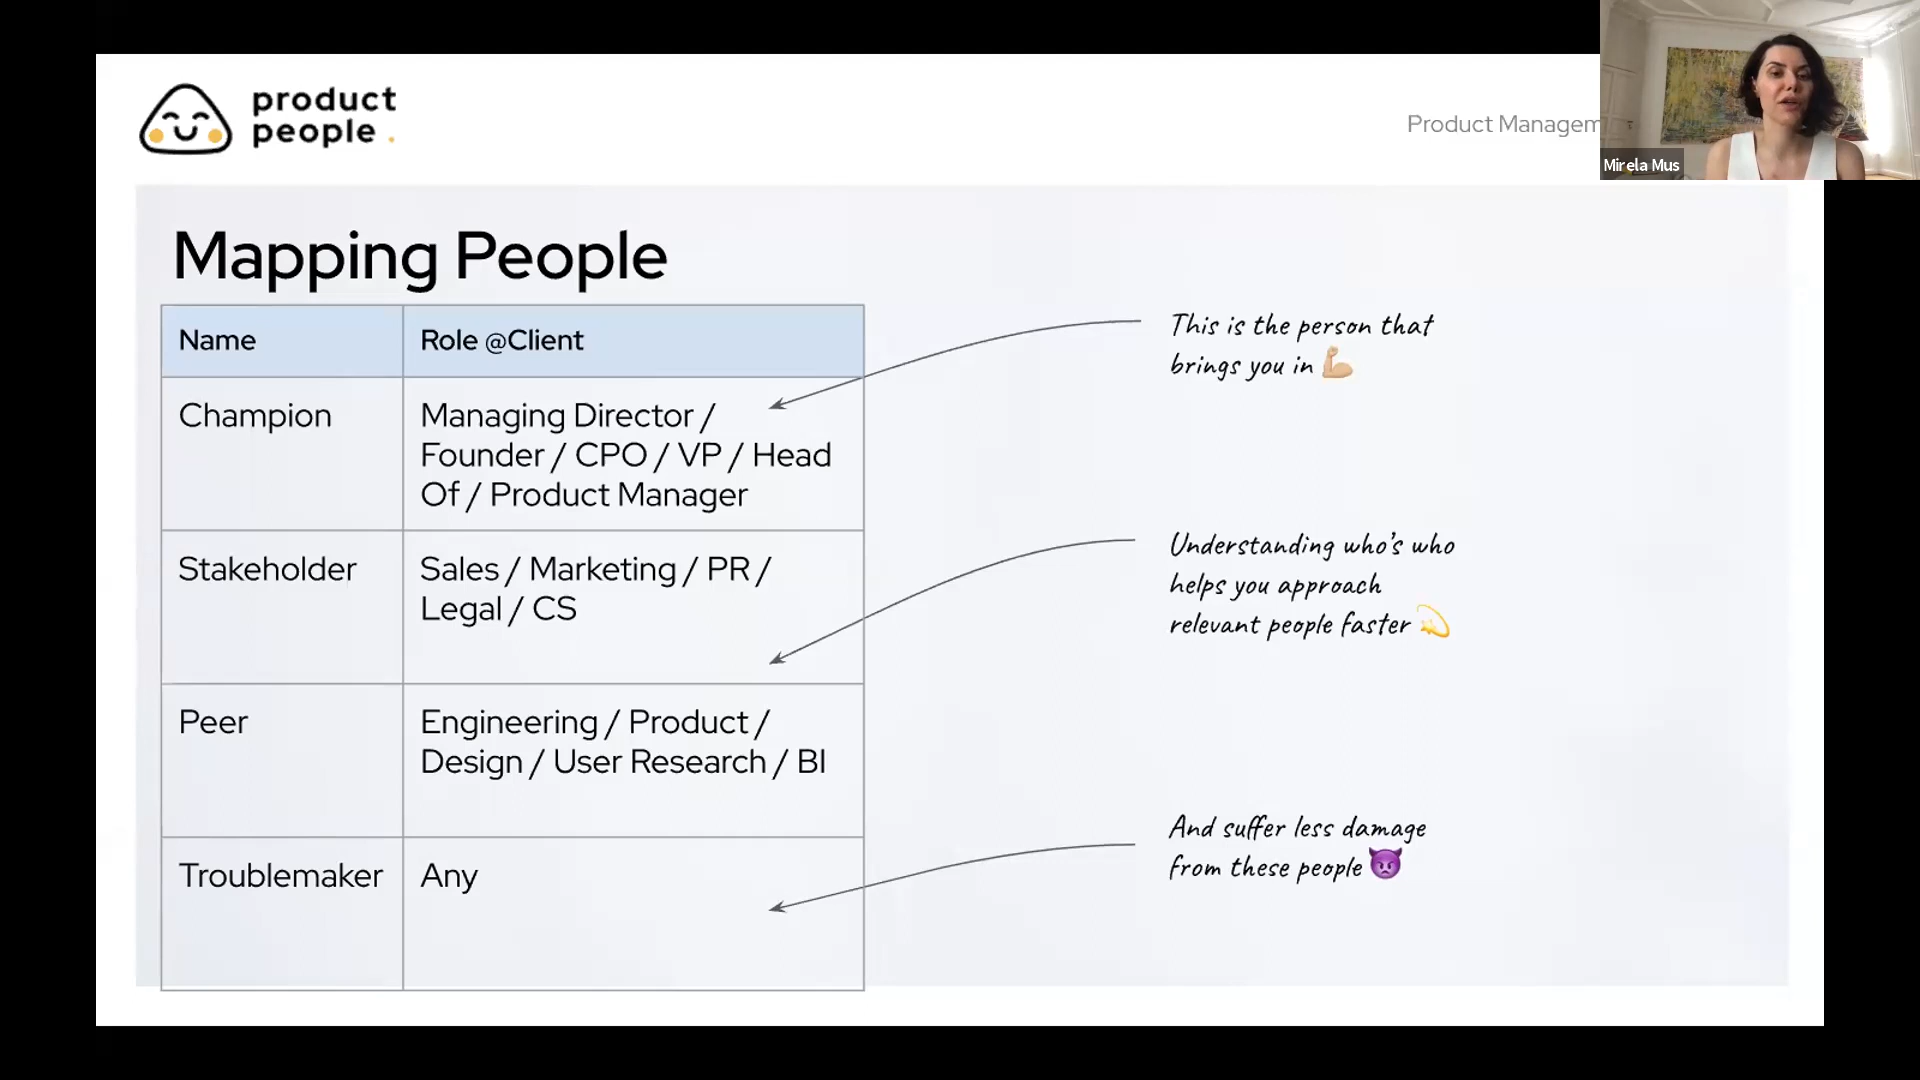 product
people.
Product Managem
Mirela Mus
Mapping People
Name
Role @Client
Champion
Managing Director /
Founder / CPO / VP / Head
Of / Product Manager
Stakeholder
Sales / Marketing / PR /
Legal / CS
Peer
Engineering / Product /
Design / User Research / BI
Troublemaker
Any
This is the person that
brings you in 💪🏼
Understanding who's who
helps you approach
relevant people faster 💫
And suffer less damage
from these people 👿